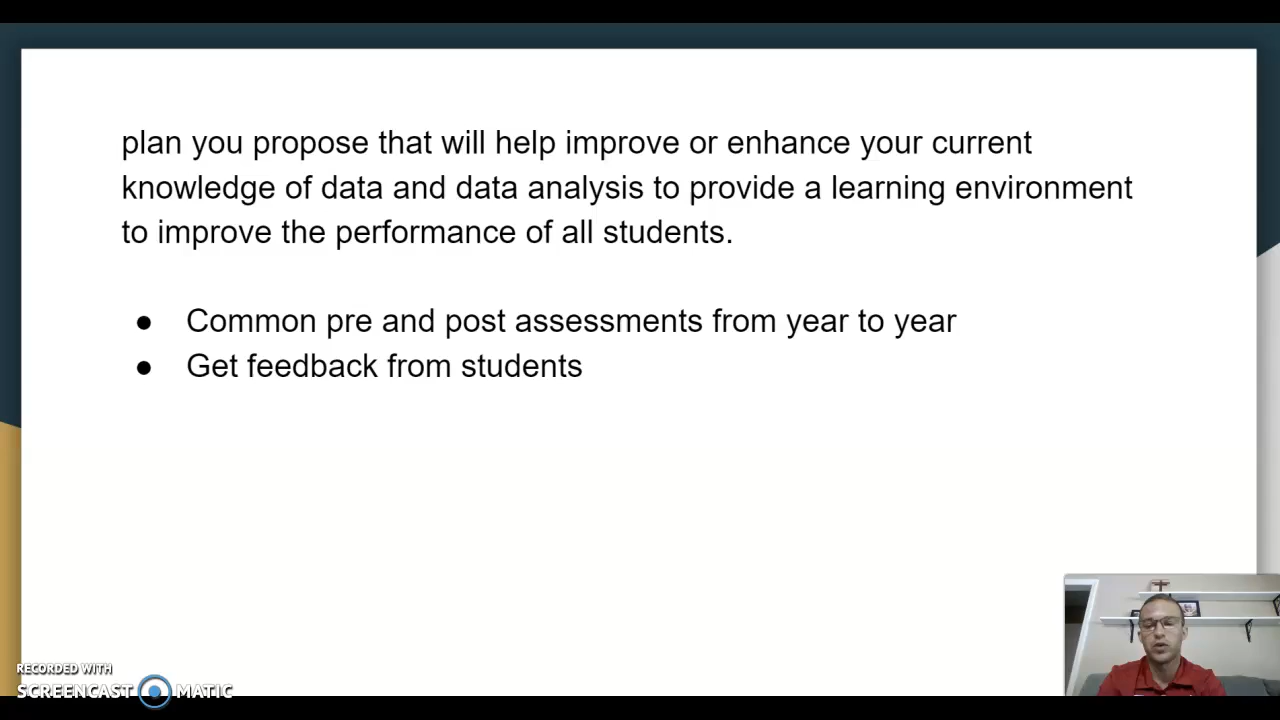 plan you propose that will help improve or enhance your current
knowledge of data and data analysis to provide a learning environment
to improve the performance of all students.
● Common pre and post assessments from year to year
● Get feedback from students
RECORDED WITH
SCREENCAST MATIC